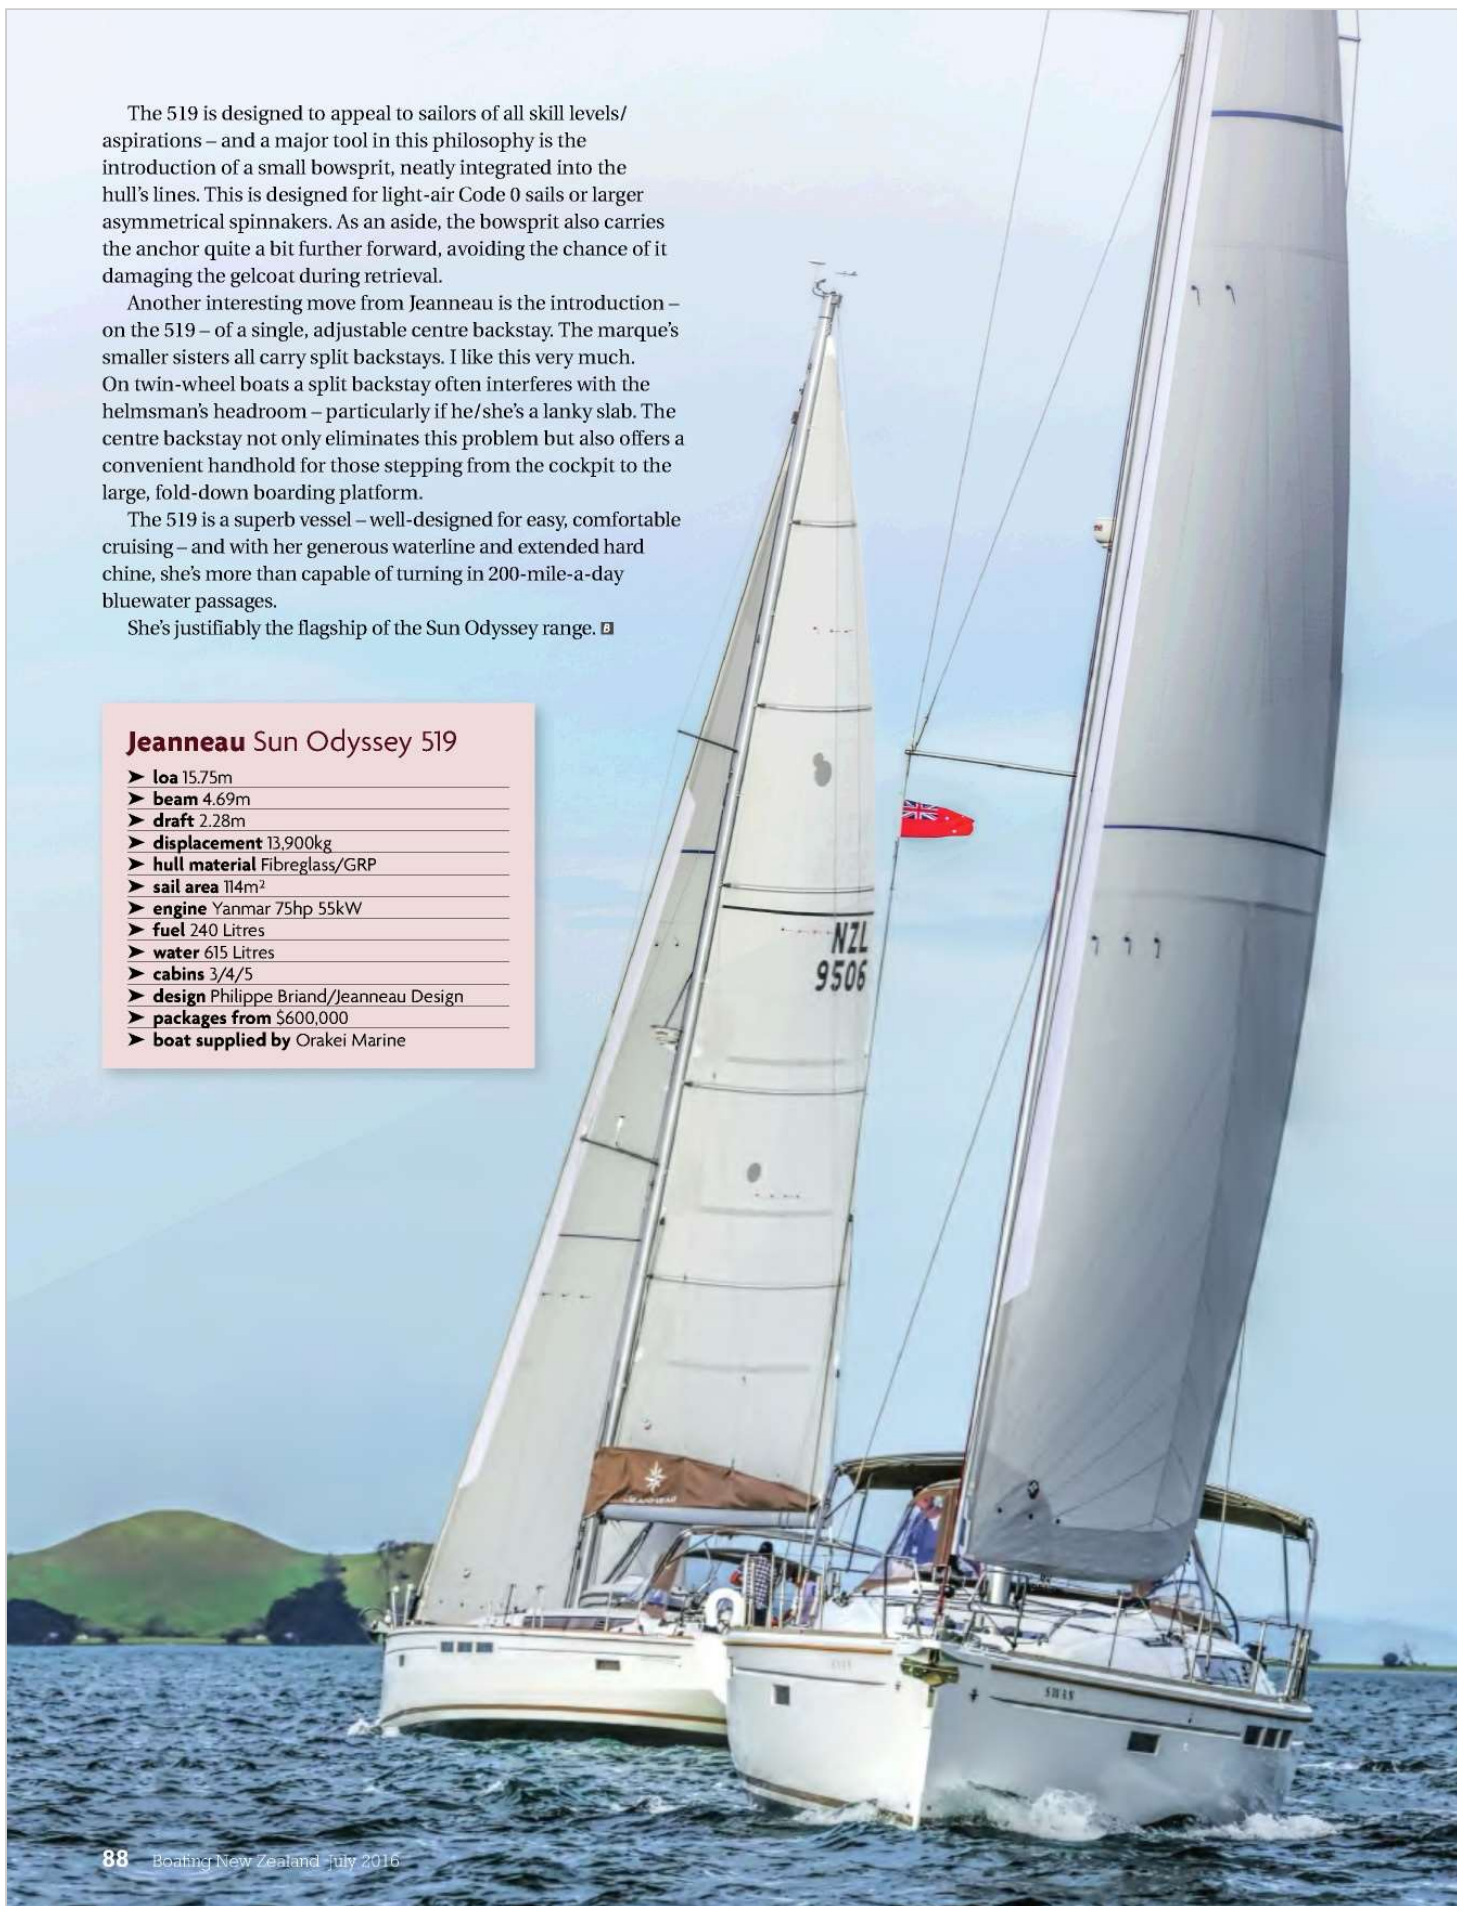 The 519 is designed to appeal to sailors of all skill levels/
aspirations – and a major tool in this philosophy is the
introduction of a small bowsprit, neatly integrated into the
hull's lines. This is designed for light-air Code 0 sails or larger
asymmetrical spinnakers. As an aside, the bowsprit also carries
the anchor quite a bit further forward, avoiding the chance of it
damaging the gelcoat during retrieval.
Another interesting move from Jeanneau is the introduction –
on the 519 – of a single, adjustable centre backstay. The marque's
smaller sisters all carry split backstays. I like this very much.
On twin-wheel boats a split backstay often interferes with the
helmsman's headroom – particularly if he/she's a lanky slab. The
centre backstay not only eliminates this problem but also offers a
convenient handhold for those stepping from the cockpit to the
large, fold-down boarding platform.
The 519 is a superb vessel – well-designed for easy, comfortable
cruising – and with her generous waterline and extended hard
chine, she's more than capable of turning in 200-mile-a-day
bluewater passages.
She's justifiably the flagship of the Sun Odyssey range. B
Jeanneau Sun Odyssey 519
➤ loa 15.75m
➤ beam 4.69m
➤ draft 2.28m
➤ displacement 13,900kg
➤ hull material Fibreglass/GRP
➤ sail area 114m²
➤ engine Yanmar 75hp 55kW
➤ fuel 240 Litres
➤ water 615 Litres
➤ cabins 3/4/5
➤ design Philippe Briand/Jeanneau Design
➤ packages from $600,000
➤ boat supplied by Orakei Marine
NZL
9506
88 Boating New Zealand July 2016